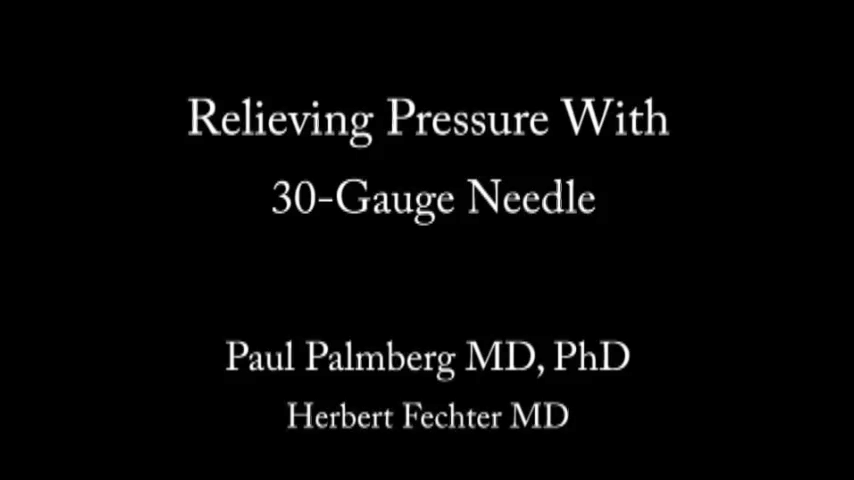 Relieving Pressure With
30-Gauge Needle
Paul Palmberg MD, PhD
Herbert Fechter MD